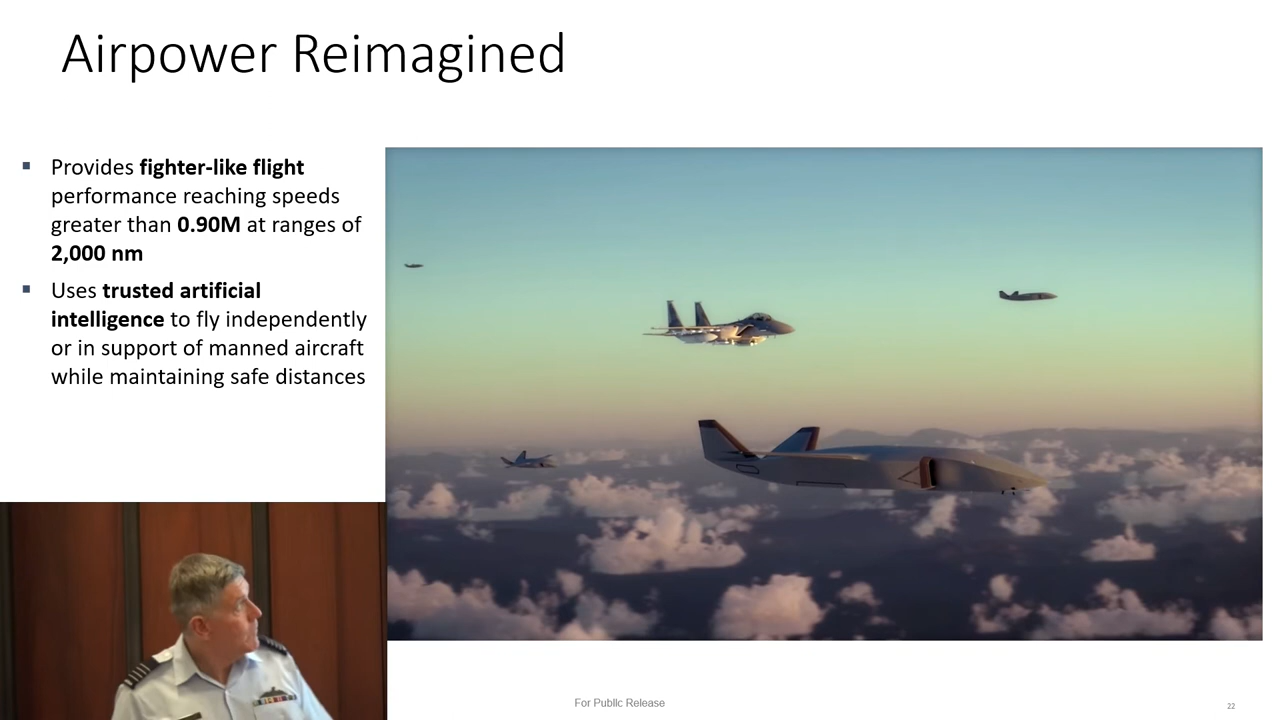 Airpower Reimagined
▪ Provides fighter-like flight
performance reaching speeds
greater than 0.90M at ranges of
2,000 nm
▪ Uses trusted artificial
intelligence to fly independently
or in support of manned aircraft
while maintaining safe distances
For Public Release
22